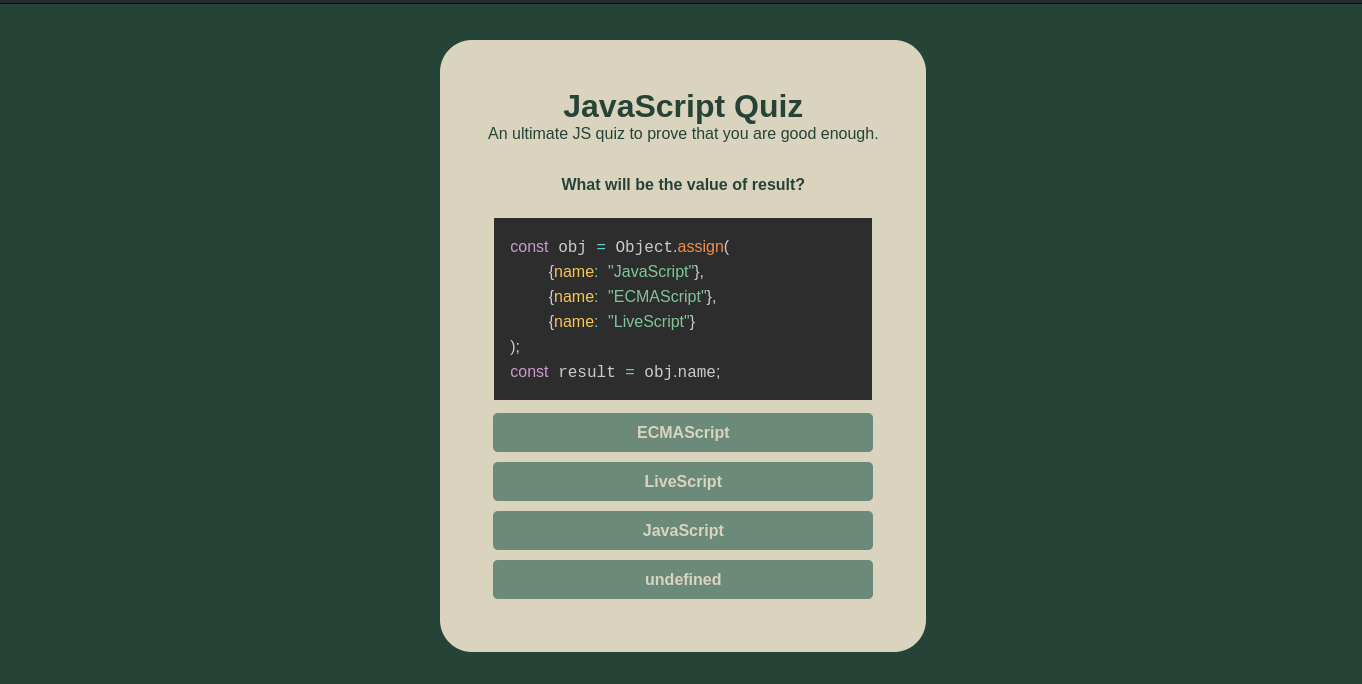 JavaScript Quiz
An ultimate JS quiz to prove that you are good enough.
What will be the value of result?
const obj = Object.assign(
    {name: "JavaScript"},
    {name: "ECMAScript"},
    {name: "LiveScript"}
);
const result = obj.name;
ECMAScript
LiveScript
JavaScript
undefined